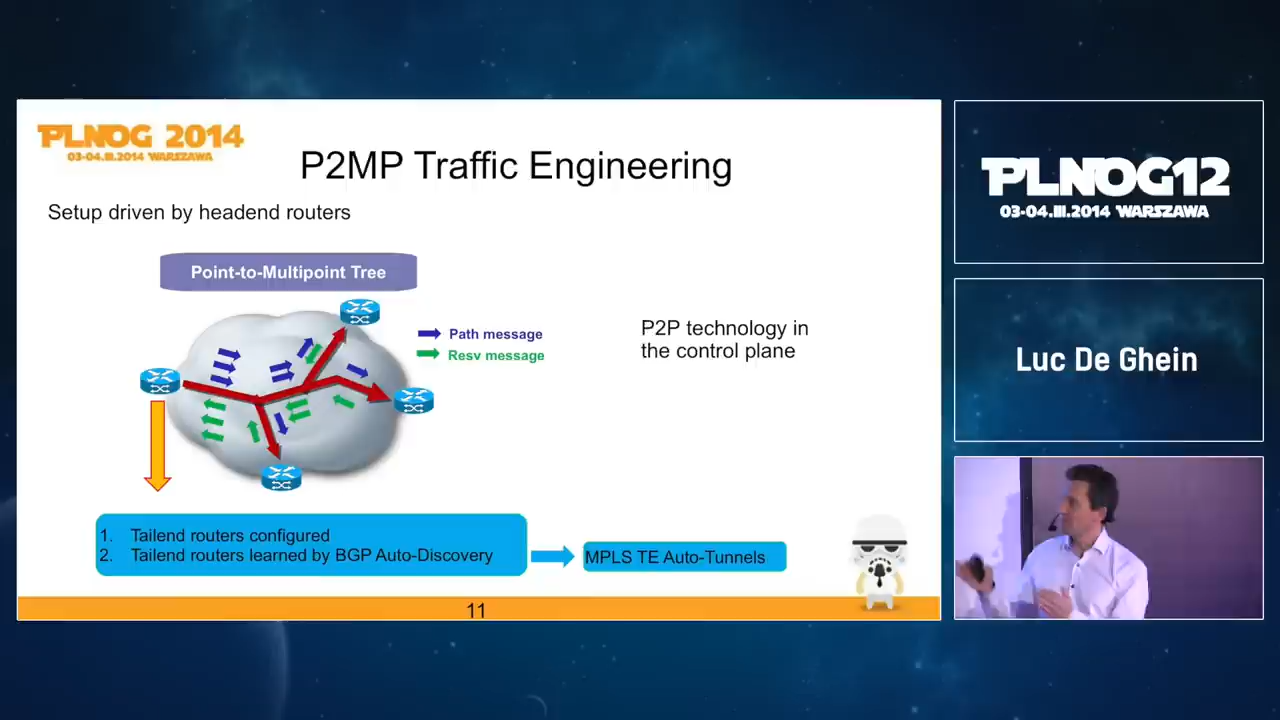 PLNOG 2014
03-04.III.2014 WARSZAWA
P2MP Traffic Engineering
Setup driven by headend routers
Point-to-Multipoint Tree
Path message
Resv message
P2P technology in
the control plane
1. Tailend routers configured
2. Tailend routers learned by BGP Auto-Discovery
MPLS TE Auto-Tunnels
11
PLNOG12
03-04.III.2014 WARSZAWA
Luc De Ghein